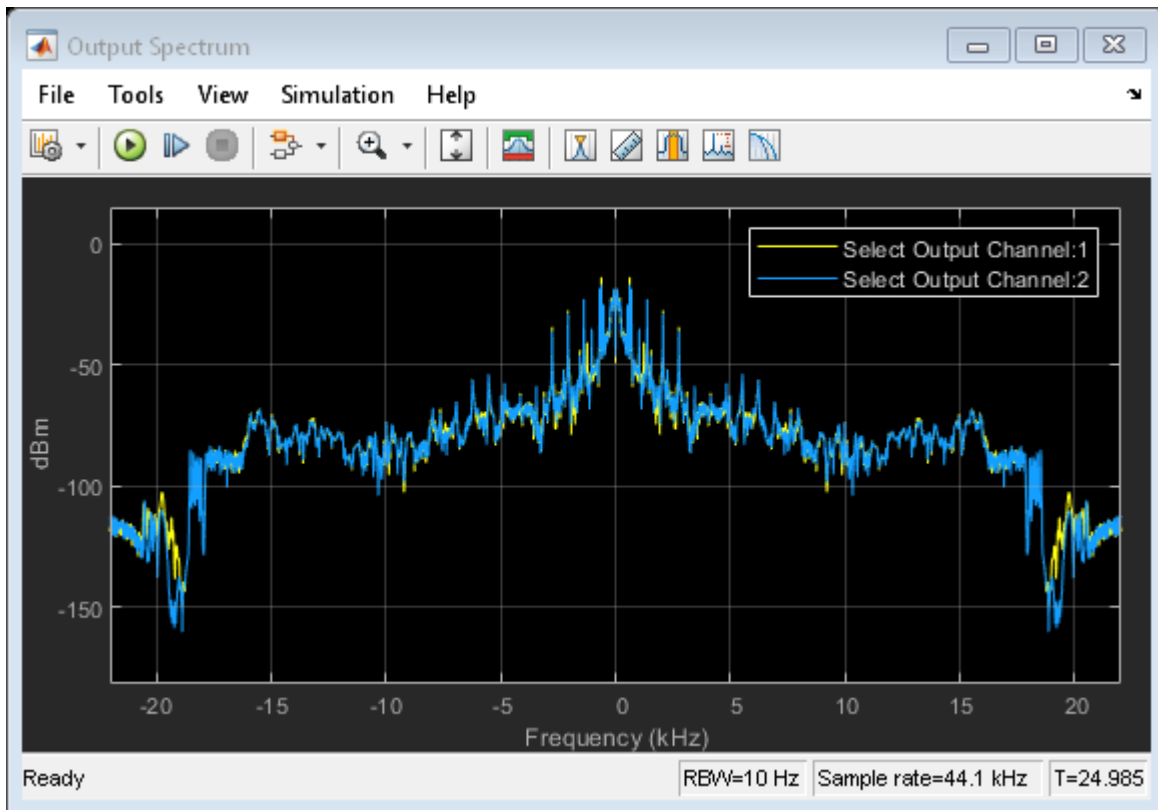 Output Spectrum
File Tools View Simulation Help
Select Output Channel:1
Select Output Channel:2
0
-50
-100
-150
dBm
-20 -15 -10 -5 0 5 10 15 20
Frequency (kHz)
Ready RBW=10 Hz Sample rate=44.1 kHz T=24.985